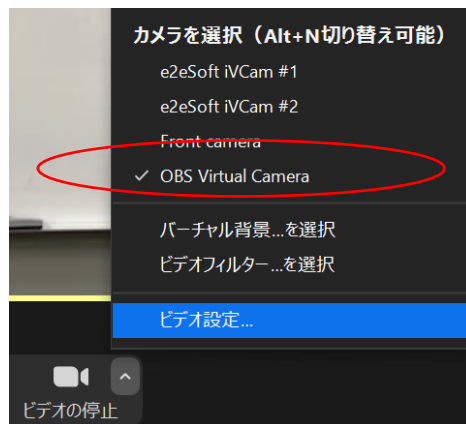 カメラを選択（Alt+N切り替え可能）
e2eSoft iVCam #1
e2eSoft iVCam #2
Front camera
✓ OBS Virtual Camera
バーチャル背景...を選択
ビデオフィルター...を選択
ビデオ設定...
ビデオの停止